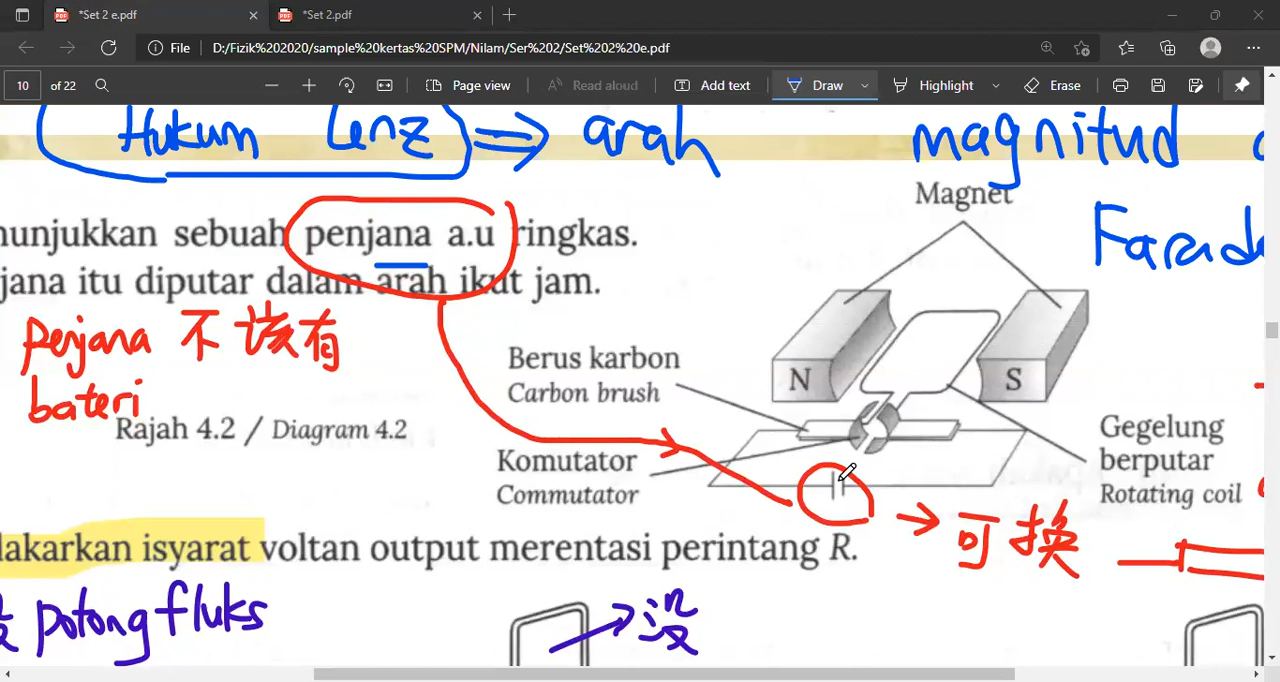 *Set 2 e.pdf
*Set 2.pdf
File D:/Fizik%202020/sample%20kertas%20SPM/Nilam/Ser%202/Set%202%20e.pdf
10 of 22 Page view Read aloud Add text Draw Highlight Erase
Hukum Lenz ⇒ arah magnitud
Magnet
nunjukkan sebuah penjana a.u ringkas.
Farada
jana itu diputar dalam arah ikut jam.
Penjana 不该有
bateri
Berus karbon
Carbon brush
N
S
Rajah 4.2 / Diagram 4.2
Komutator
Commutator
Gegelung
berputar
Rotating coil
→ 可换
lakarkan isyarat voltan output merentasi perintang R.
potong fluks
没